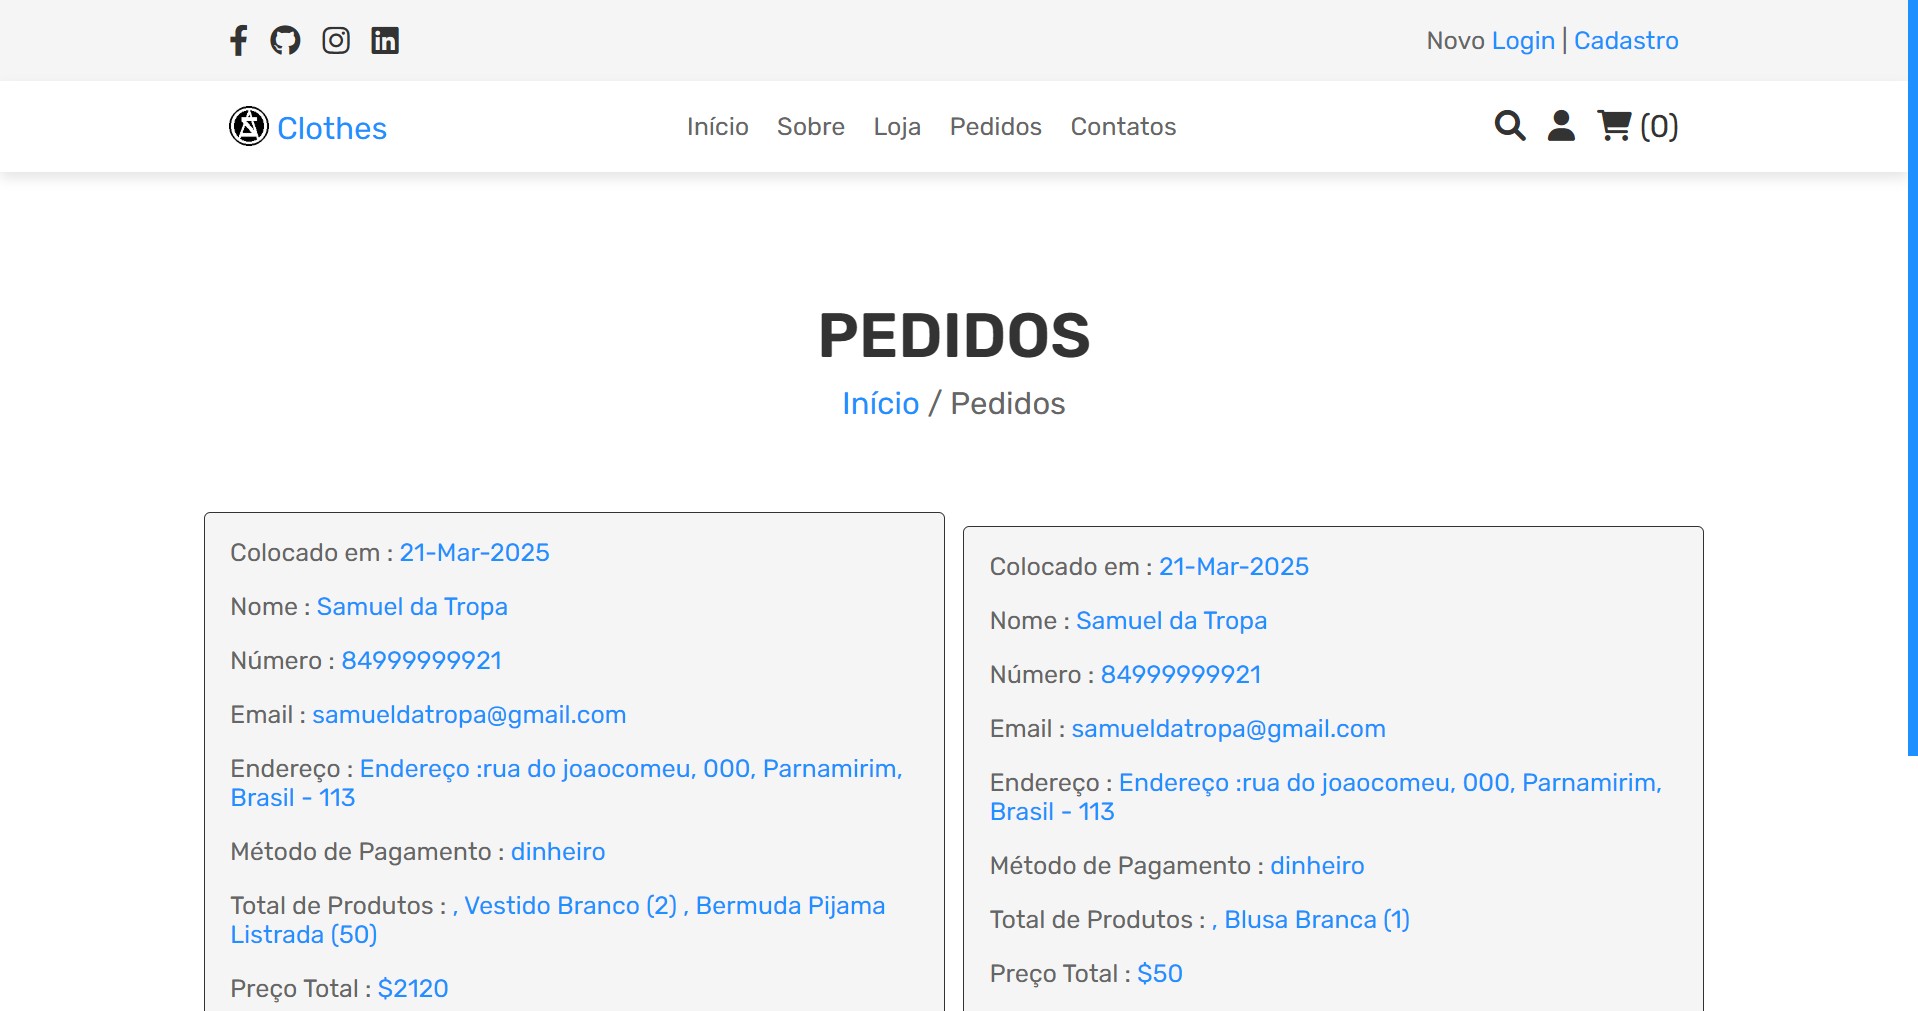 Novo Login | Cadastro
Clothes
Início Sobre Loja Pedidos Contatos
(0)
PEDIDOS
Início / Pedidos
Colocado em : 21-Mar-2025
Nome : Samuel da Tropa
Número : 84999999921
Email : samueldatropa@gmail.com
Endereço : Endereço :rua do joaocomeu, 000, Parnamirim,
Brasil - 113
Método de Pagamento : dinheiro
Total de Produtos : , Vestido Branco (2) , Bermuda Pijama
Listrada (50)
Preço Total : $2120
Colocado em : 21-Mar-2025
Nome : Samuel da Tropa
Número : 84999999921
Email : samueldatropa@gmail.com
Endereço : Endereço :rua do joaocomeu, 000, Parnamirim,
Brasil - 113
Método de Pagamento : dinheiro
Total de Produtos : , Blusa Branca (1)
Preço Total : $50